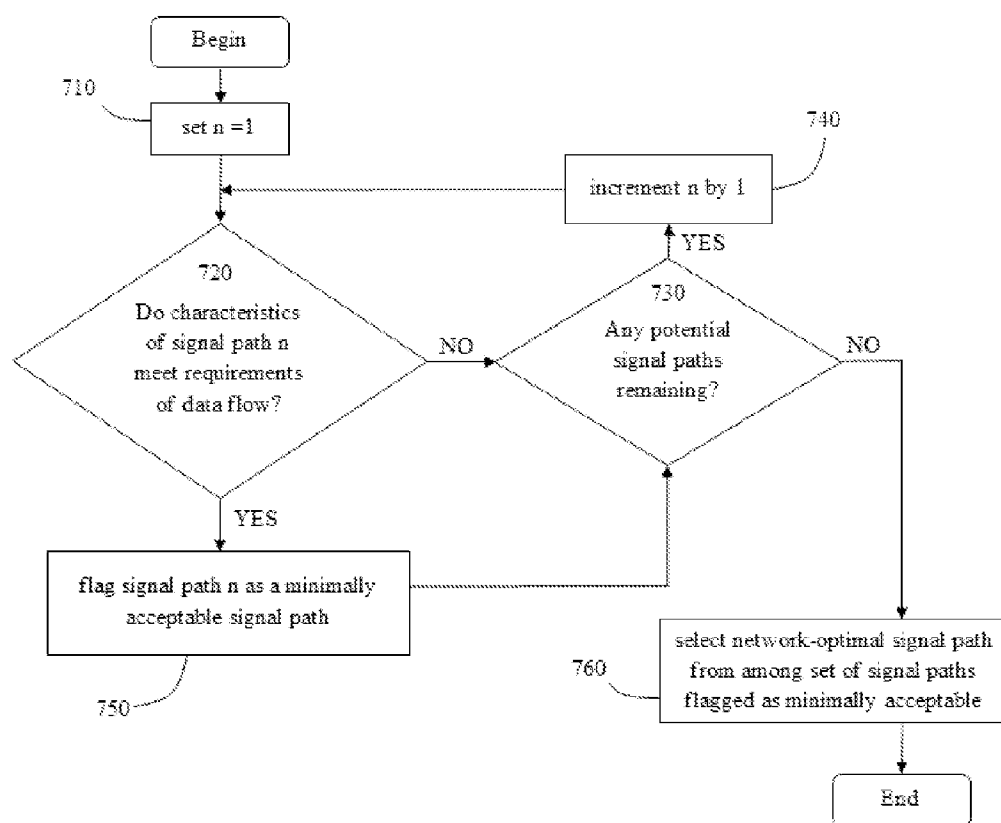 Begin
710
set n =1
740
increment n by 1
YES
720
Do characteristics
of signal path n
meet requirements
of data flow?
NO
730
Any potential
signal paths
remaining?
NO
YES
flag signal path n as a minimally
acceptable signal path
750
select network-optimal signal path
from among set of signal paths
flagged as minimally acceptable
760
End